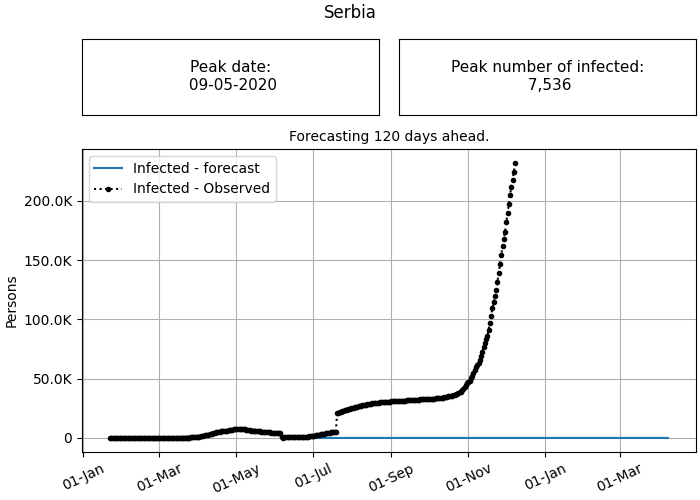 Serbia
Peak date:
09-05-2020
Peak number of infected:
7,536
Forecasting 120 days ahead.
Infected - forecast
Infected - Observed
200.0K
150.0K
100.0K
50.0K
0
Persons
01-Jan
01-Mar
01-May
01-Jul
01-Sep
01-Nov
01-Jan
01-Mar